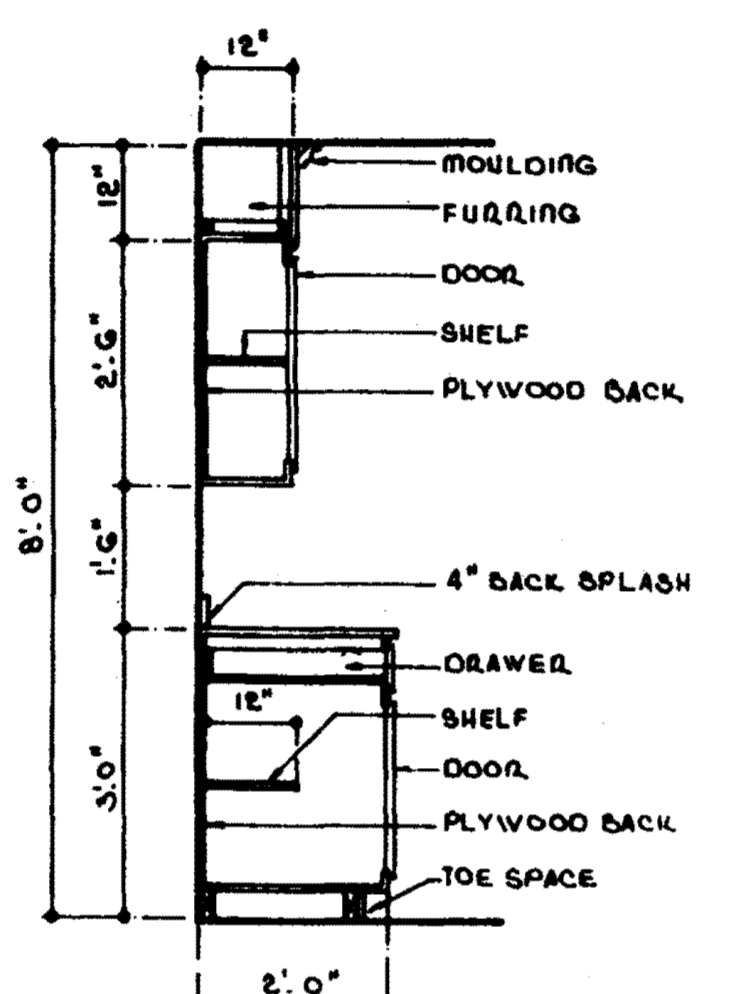 12"
MOULDING
12"
FURRING
DOOR
SHELF
2'.6"
PLYWOOD BACK
8'.0"
1'.6"
4" BACK SPLASH
DRAWER
12"
SHELF
3'.0"
DOOR
PLYWOOD BACK
TOE SPACE
2'.0"